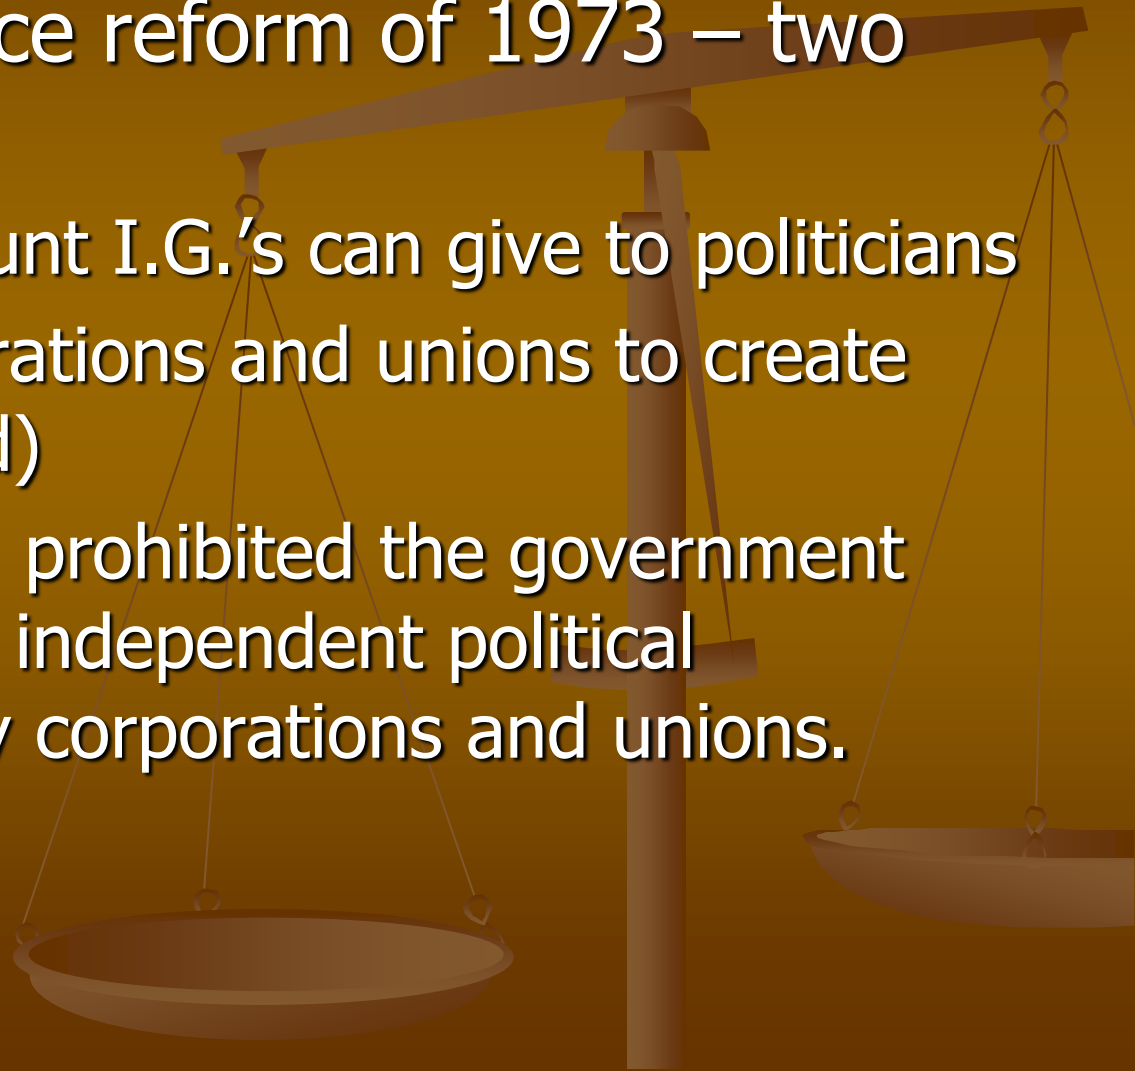 ce reform of 1973 – two
unt I.G.’s can give to politicians
rations and unions to create
d)
prohibited the government
independent political
y corporations and unions.